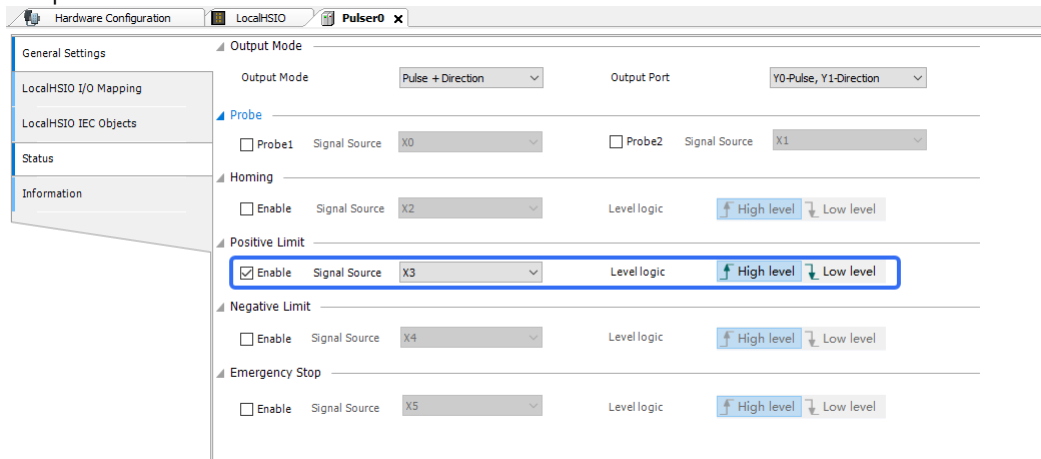 Hardware Configuration LocalHSIO Pulser0
General Settings
LocalHSIO I/O Mapping
LocalHSIO IEC Objects
Status
Information
Output Mode
Output Mode Pulse + Direction Output Port Y0-Pulse, Y1-Direction
Probe
Probe1 Signal Source X0 Probe2 Signal Source X1
Homing
Enable Signal Source X2 Level logic High level Low level
Positive Limit
Enable Signal Source X3 Level logic High level Low level
Negative Limit
Enable Signal Source X4 Level logic High level Low level
Emergency Stop
Enable Signal Source X5 Level logic High level Low level